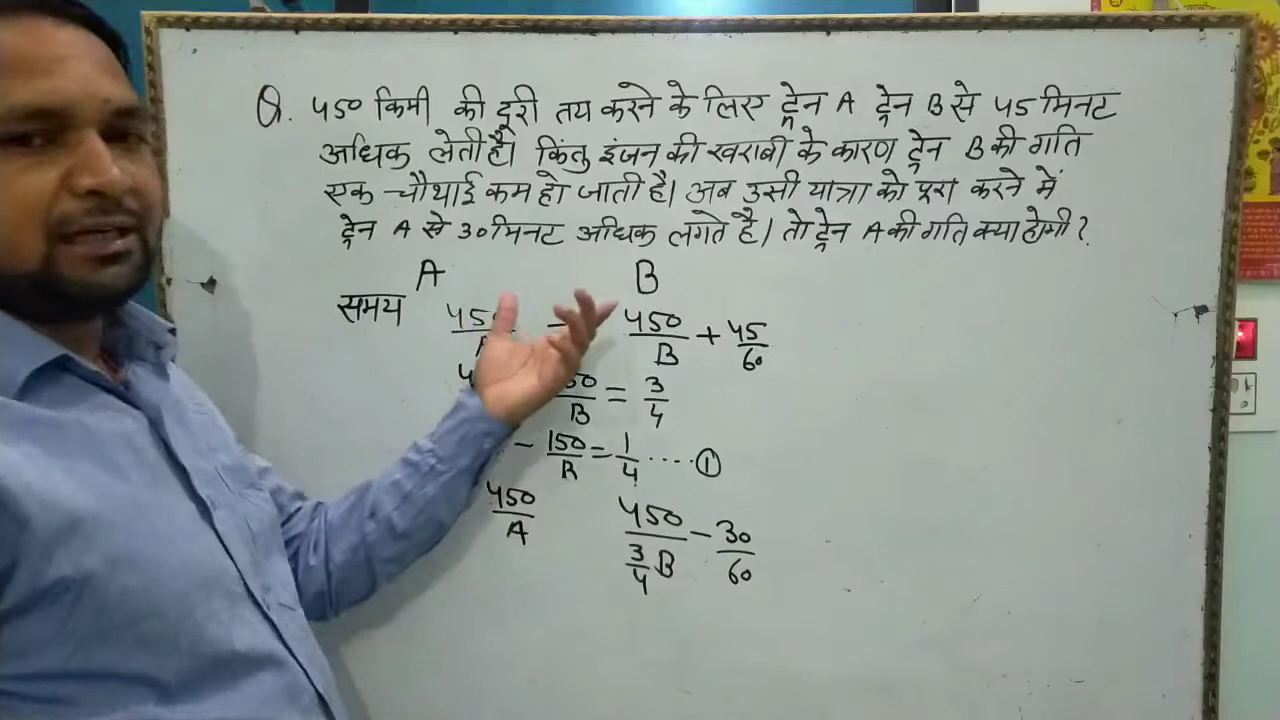 Q. 450 किमी की दूरी तय करने के लिए ट्रेन A ट्रेन B से 45 मिनट
अधिक लेती है। किंतु इंजन की खराबी के कारण ट्रेन B की गति
एक चौथाई कम हो जाती है। अब उसी यात्रा को पूरा करने में
ट्रेन A से 30 मिनट अधिक लगते है। तो ट्रेन A की गति क्या होगी?
A B
समय 450/ 450/B + 45/60
/B = 3/4
- 150/B = 1/4 ....①
450/A 450/(3/4 B) - 30/60